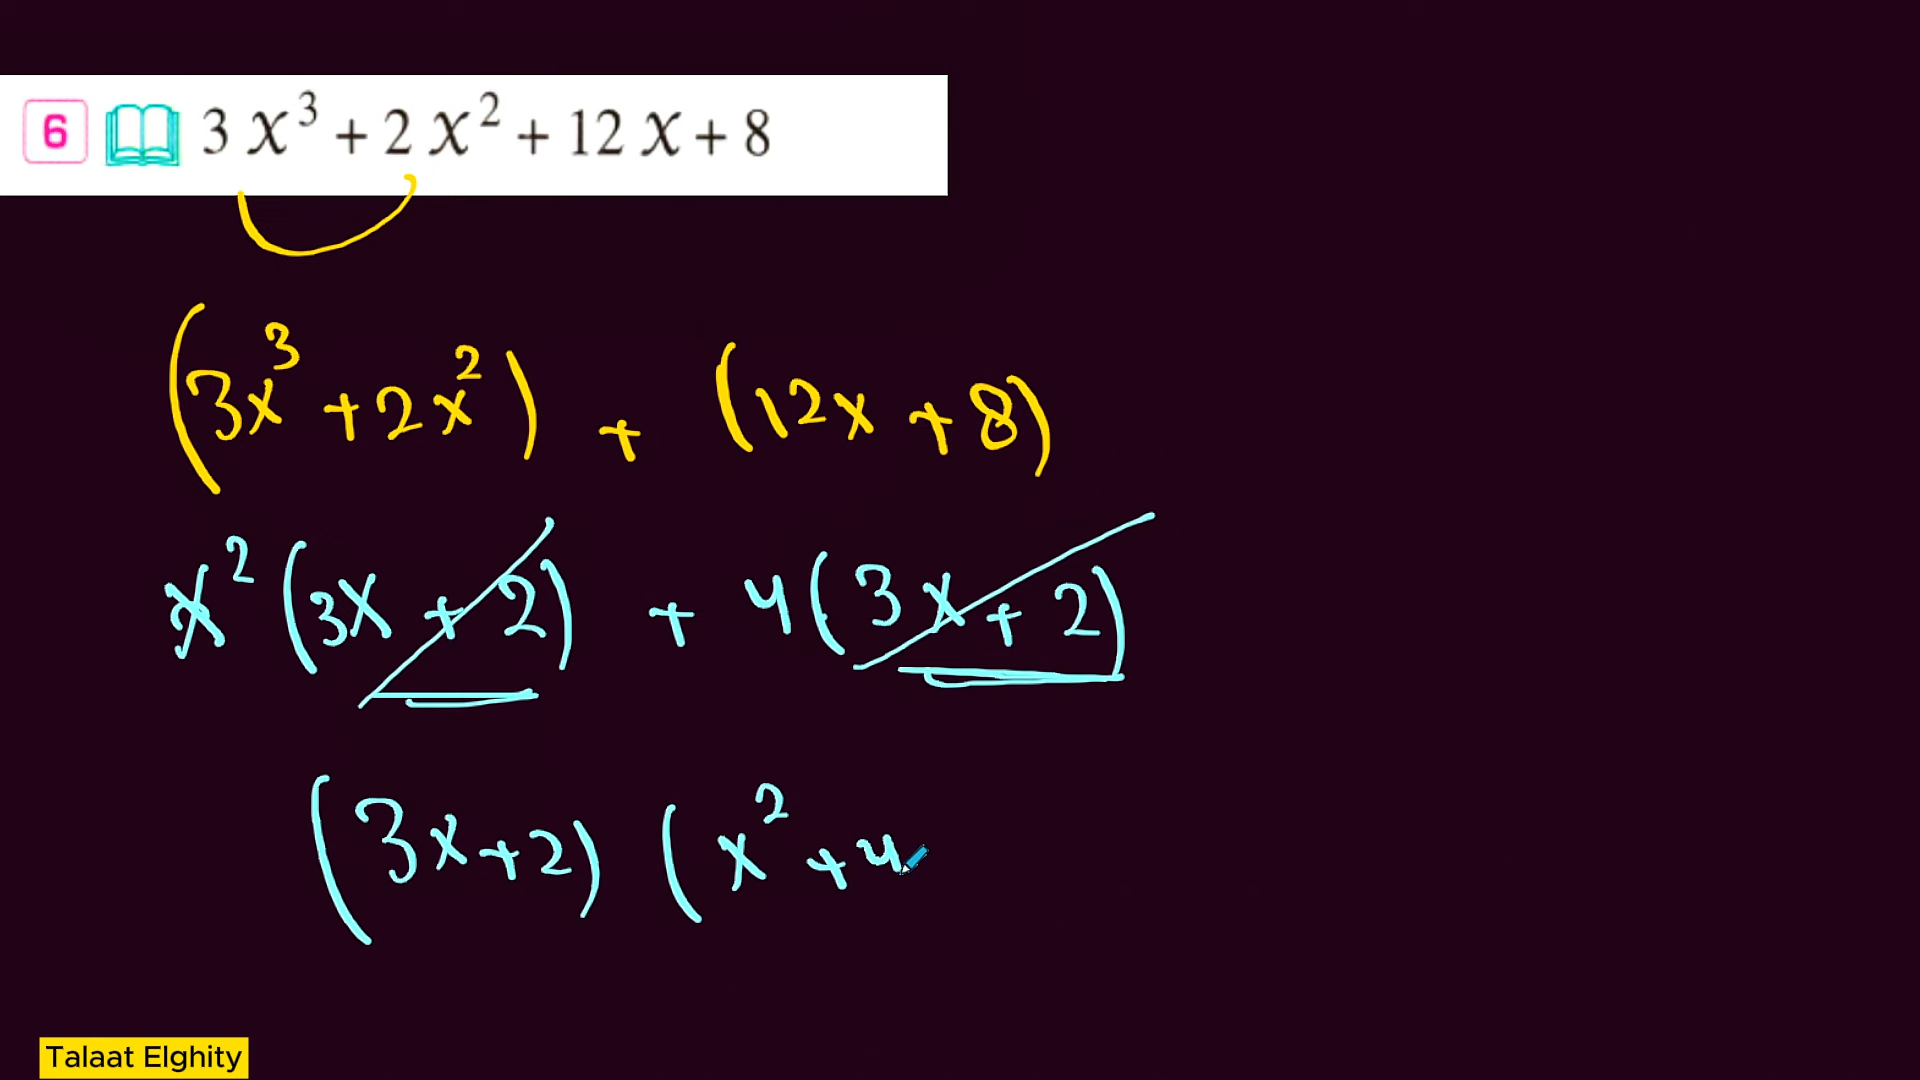 6 3x³ + 2x² + 12x + 8
(3x³ + 2x²) + (12x + 8)
x²(3x + 2) + 4(3x + 2)
(3x+2) (x² + 4
Talaat Elghity